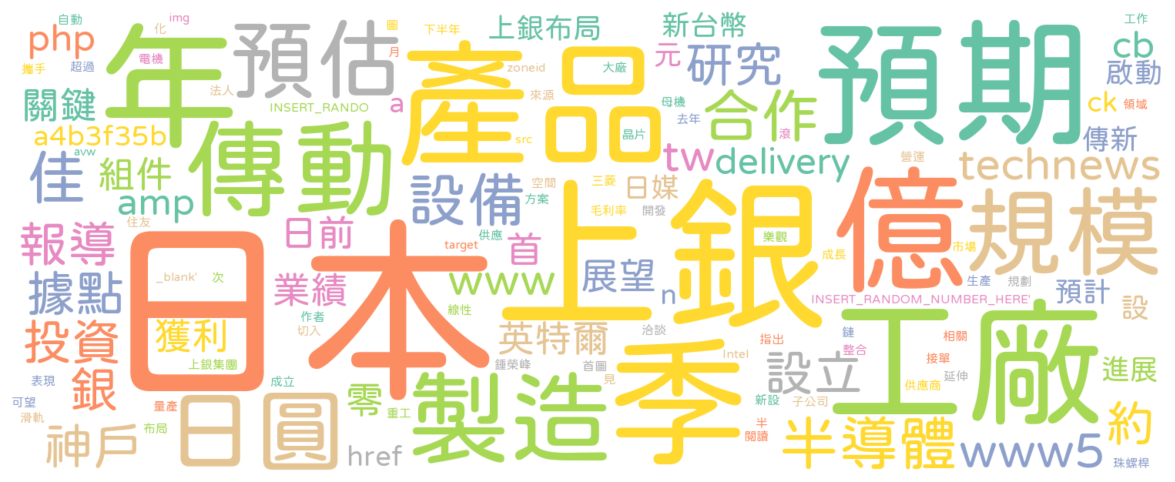 自動
img
圖
下半年
上銀布局
新台幣
工作
php
攜手
超過
電機
化
年
預估
月
產品
zoneid
大廠
元
研究
預期
cb
啟動
法人
來源
母機
關鍵
INSERT_RANDO
a
去年
合作
ck
領域
a4b3f35b
傳動
src
晶片
滾
傳新
avw
佳
組件
amp
設備
空間
方案
三菱
日媒
tw
delivery
營運
technews
住友
毛利率
開發
上銀
億
規模
報導
日本
日前
target
供應
首
樂觀
成長
市場
_blank'
次
www
展望
n
生產
規劃
據點
業績
線性
INSERT_RANDOM_NUMBER_HERE'
預計
設
投資
獲利
作者
切入
英特爾
洽談
指出
鏈
整合
相關
工廠
上銀集團
鍾榮峰
首圖
Intel
設立
接單
延伸
進展
表現
銀
成立
見
季
供應商
可望
滑軌
量產
日圓
零
重工
製造
新設
子公司
約
神戶
布局
href
半
閱讀
半導體
www5
珠螺桿